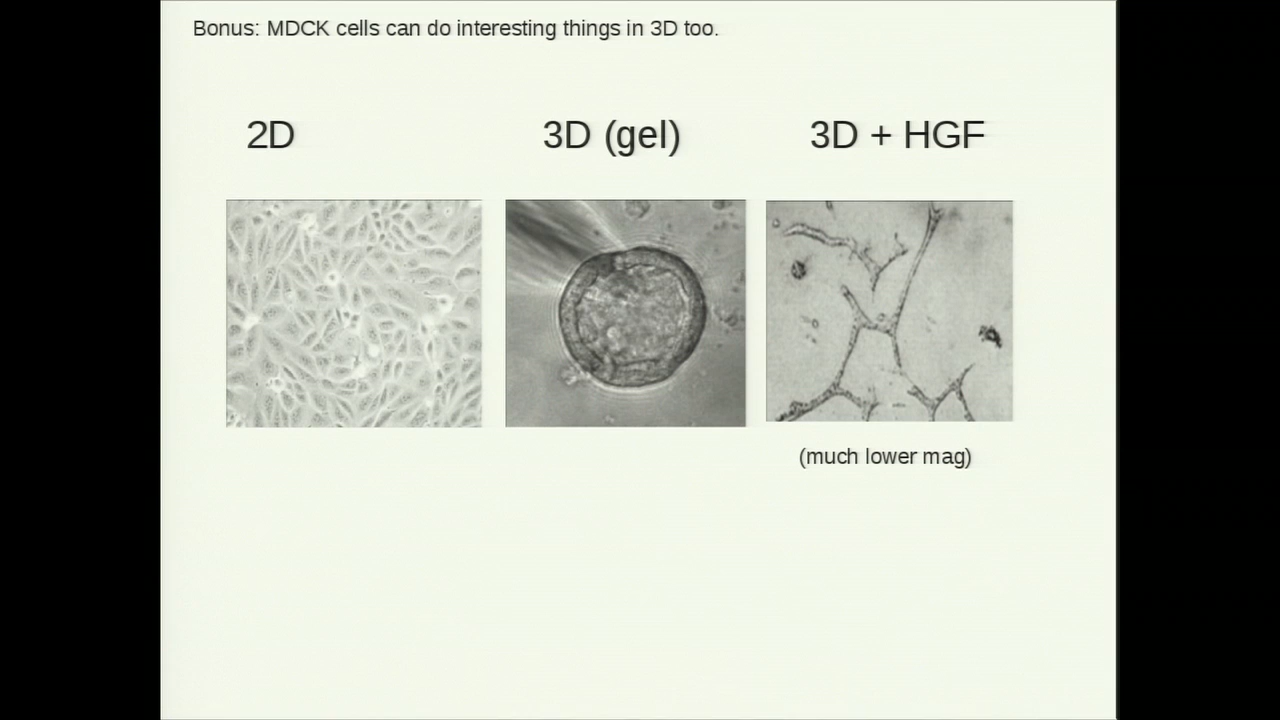 Bonus: MDCK cells can do interesting things in 3D too.
2D
3D (gel)
3D + HGF
(much lower mag)